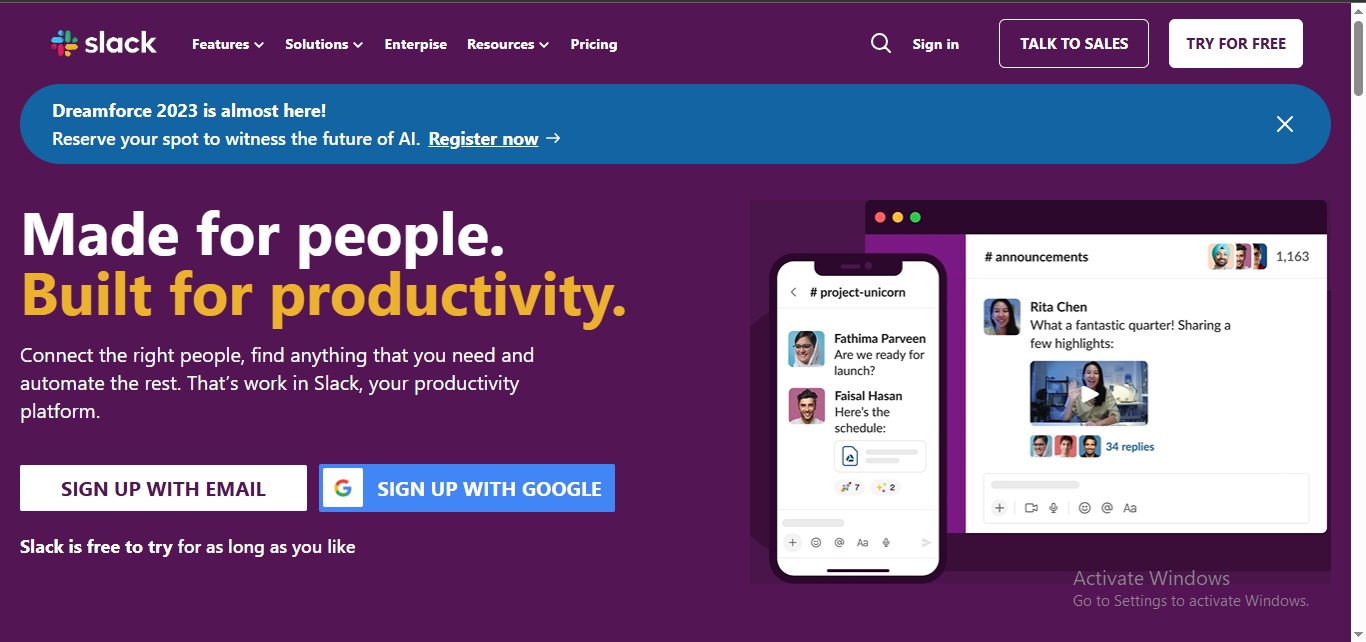 slack
Features
Solutions
Enterpise
Resources
Pricing
Sign in
TALK TO SALES
TRY FOR FREE
Dreamforce 2023 is almost here!
Reserve your spot to witness the future of AI. Register now →
Made for people.
Built for productivity.
Connect the right people, find anything that you need and
automate the rest. That’s work in Slack, your productivity
platform.
SIGN UP WITH EMAIL
G SIGN UP WITH GOOGLE
Slack is free to try for as long as you like
# project-unicorn
Fathima Parveen
Are we ready for
launch?
Faisal Hasan
Here’s the
schedule:
7
2
+ @ Aa
# announcements
1,163
Rita Chen
What a fantastic quarter! Sharing a
few highlights:
34 replies
+ @ Aa
Activate Windows
Go to Settings to activate Windows.